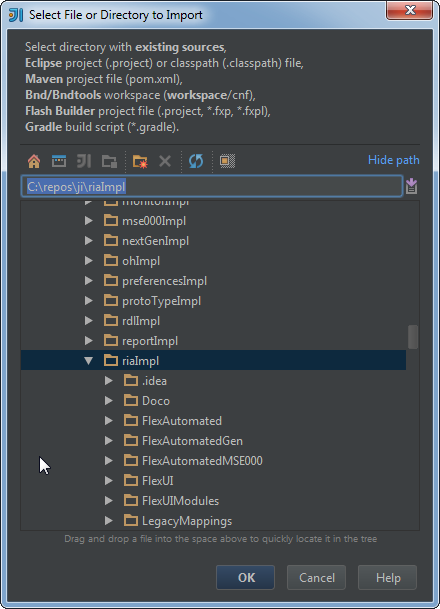 Select File or Directory to Import
Select directory with existing sources,
Eclipse project (.project) or classpath (.classpath) file,
Maven project file (pom.xml),
Bnd/Bndtools workspace (workspace/cnf),
Flash Builder project file (.project, *.fxp, *.fxpl),
Gradle build script (*.gradle).
Hide path
C:\repos\ji\riaImpl
monitorImpl
mse000Impl
nextGenImpl
ohImpl
preferencesImpl
protoTypeImpl
rdlImpl
reportImpl
riaImpl
.idea
Doco
FlexAutomated
FlexAutomatedGen
FlexAutomatedMSE000
FlexUI
FlexUIModules
LegacyMappings
Drag and drop a file into the space above to quickly locate it in the tree
OK Cancel Help